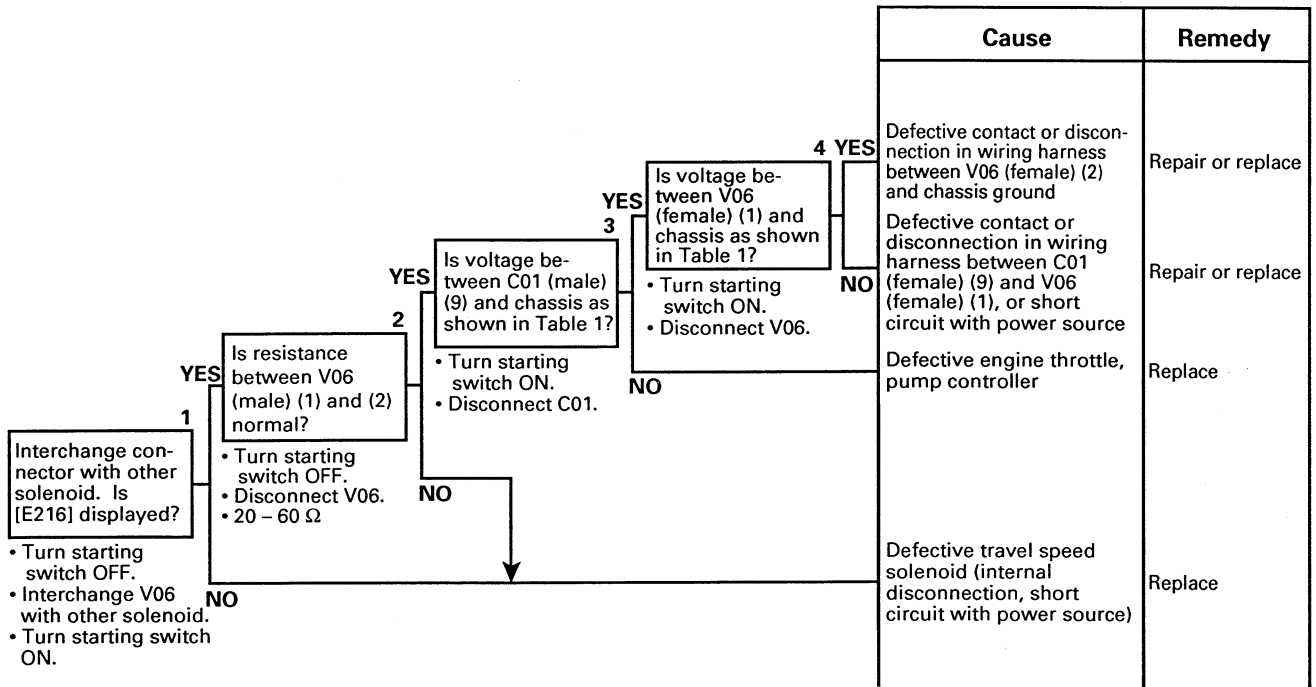 Cause
Remedy
1
Interchange con-
nector with other
solenoid. Is
[E216] displayed?
• Turn starting
switch OFF.
• Interchange V06
with other solenoid.
• Turn starting switch
ON.
YES
NO
2
Is resistance
between V06
(male) (1) and (2)
normal?
• Turn starting
switch OFF.
• Disconnect V06.
• 20 – 60 Ω
YES
NO
3
Is voltage be-
tween C01 (male)
(9) and chassis as
shown in Table 1?
• Turn starting
switch ON.
• Disconnect C01.
YES
NO
4
Is voltage be-
tween V06
(female) (1) and
chassis as shown
in Table 1?
• Turn starting
switch ON.
• Disconnect V06.
YES
NO
Defective contact or discon-
nection in wiring harness
between V06 (female) (2)
and chassis ground
Repair or replace
Defective contact or
disconnection in wiring
harness between C01
(female) (9) and V06
(female) (1), or short
circuit with power source
Repair or replace
Defective engine throttle,
pump controller
Replace
Defective travel speed
solenoid (internal
disconnection, short
circuit with power source)
Replace